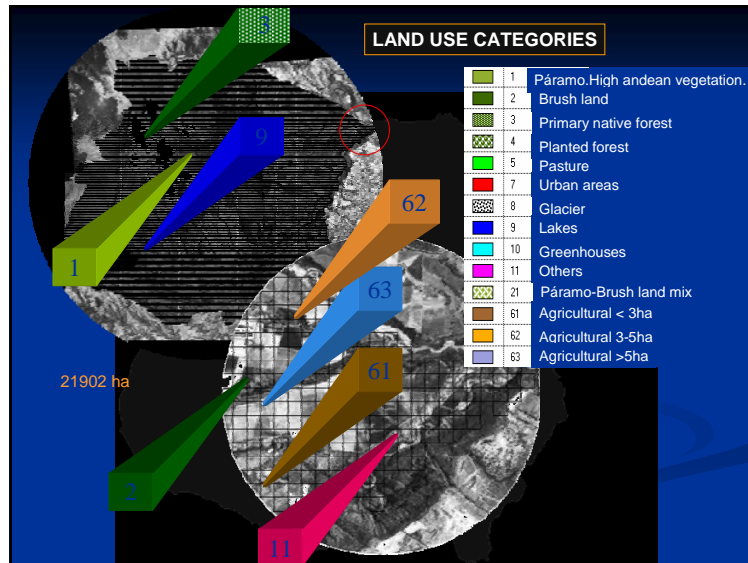 LAND USE CATEGORIES
3
9
1
62
63
61
2
11
21902 ha
1 Páramo.High andean vegetation.
2 Brush land
3 Primary native forest
4 Planted forest
5 Pasture
7 Urban areas
8 Glacier
9 Lakes
10 Greenhouses
11 Others
21 Páramo-Brush land mix
61 Agricultural < 3ha
62 Agricultural 3-5ha
63 Agricultural >5ha